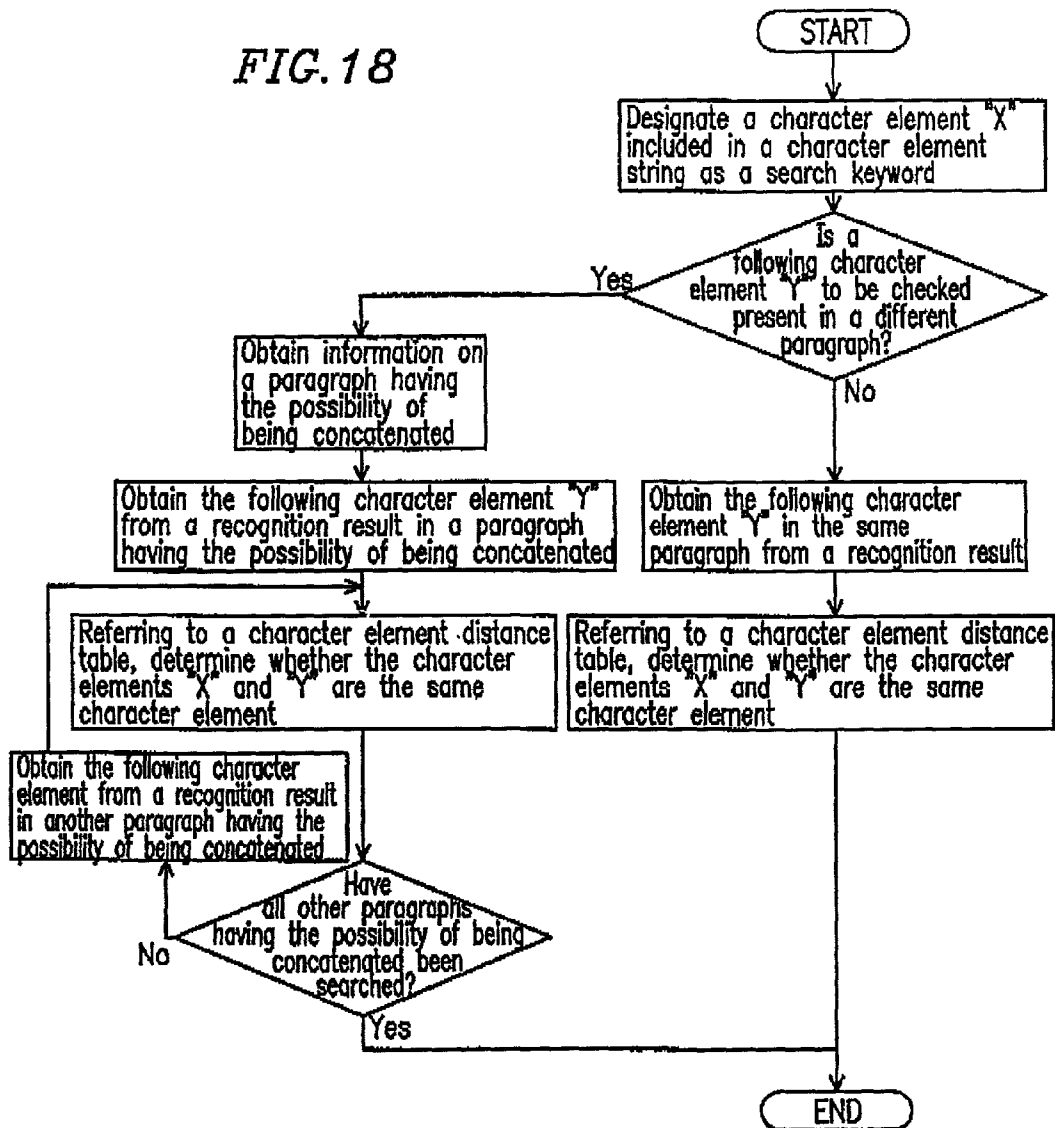 FIG.18
START
Designate a character element "X"
included in a character element
string as a search keyword
Is a
following character
element "Y" to be checked
present in a different
paragraph?
Yes
No
Obtain information on
a paragraph having
the possibility of
being concatenated
Obtain the following character element "Y"
from a recognition result in a paragraph
having the possibility of being concatenated
Obtain the following character
element "Y" in the same
paragraph from a recognition result
Referring to a character element distance
table, determine whether the character
elements "X" and "Y" are the same
character element
Referring to a character element distance
table, determine whether the character
elements "X" and "Y" are the same
character element
Obtain the following character
element from a recognition result
in another paragraph having the
possibility of being concatenated
Have
all other paragraphs
having the possibility of being
concatenated been
searched?
No
Yes
END